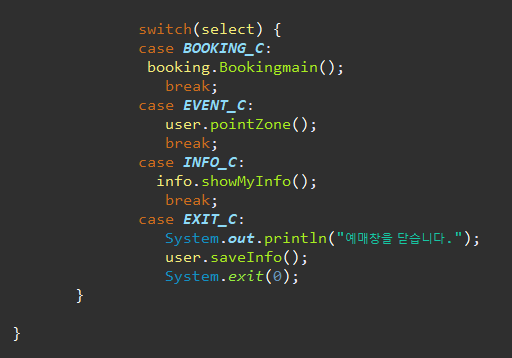 switch(select) {
case BOOKING_C:
booking.Bookingmain();
break;
case EVENT_C:
user.pointZone();
break;
case INFO_C:
info.showMyInfo();
break;
case EXIT_C:
System.out.println("예매창을 닫습니다.");
user.saveInfo();
System.exit(0);
}
}